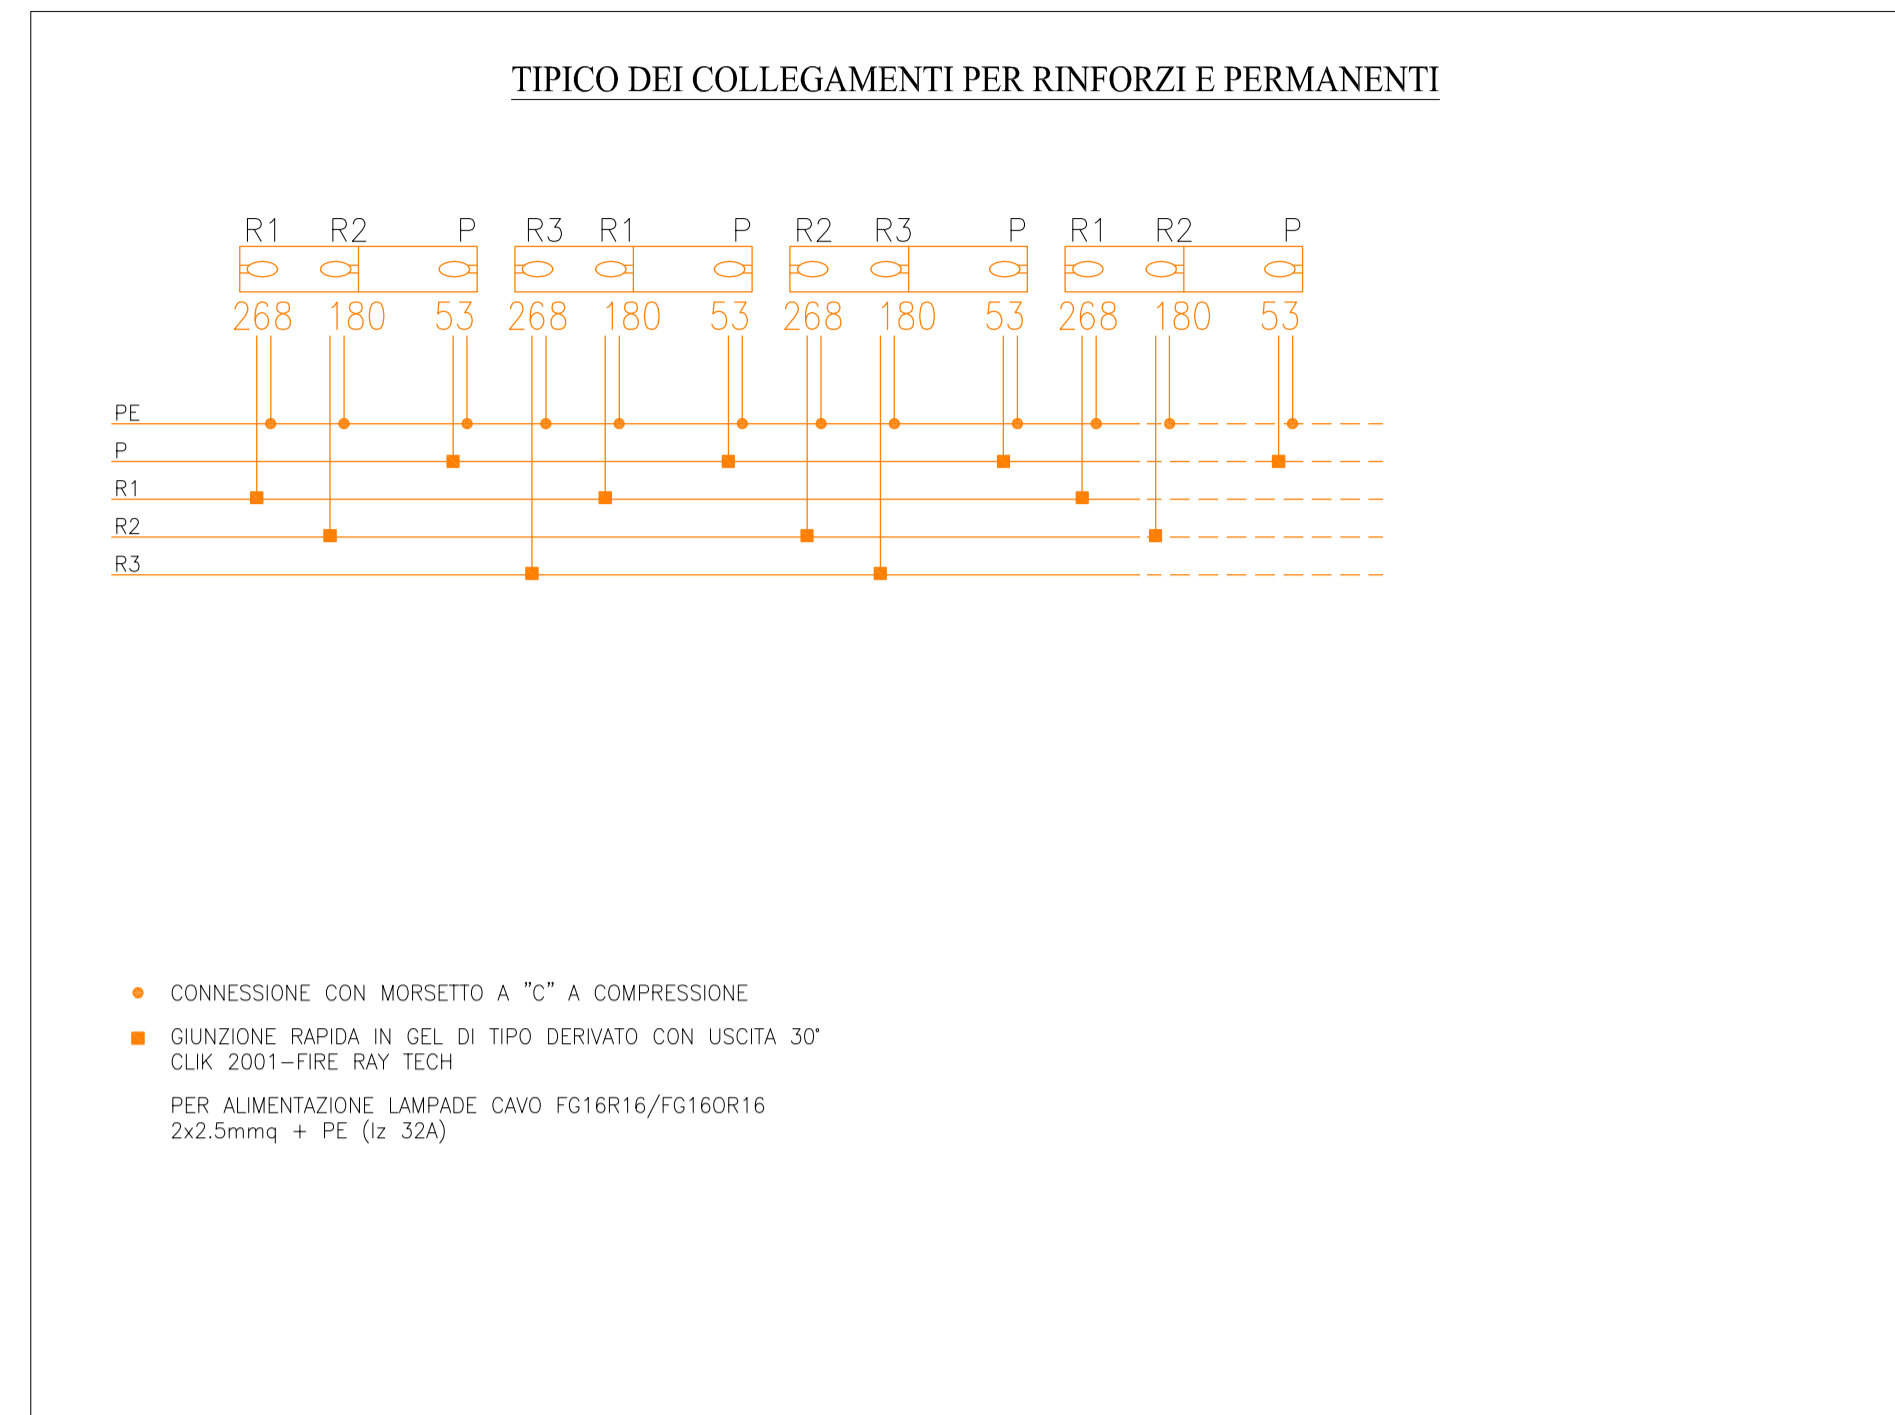 TIPICO DEI COLLEGAMENTI PER RINFORZI E PERMANENTI
R1 R2 P R3 R1 P R2 R3 P R1 R2 P
268 180 53 268 180 53 268 180 53 268 180 53
PE
P
R1
R2
R3
CONNESSIONE CON MORSETTO A "C" A COMPRESSIONE
GIUNZIONE RAPIDA IN GEL DI TIPO DERIVATO CON USCITA 30°
CLIK 2001-FIRE RAY TECH
PER ALIMENTAZIONE LAMPADE CAVO FG16R16/FG16OR16
2x2.5mmq + PE (Iz 32A)